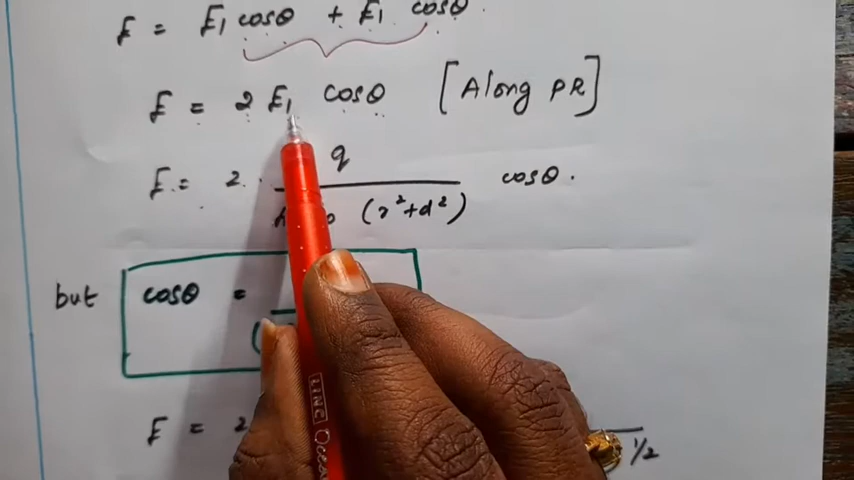 E = E1 cosθ + E1 cosθ.
E = 2 E1 cosθ [Along PR]
E = 2. q / (r²+d²) cosθ.
but cosθ =
E = 2 1/2
LINC Ocean